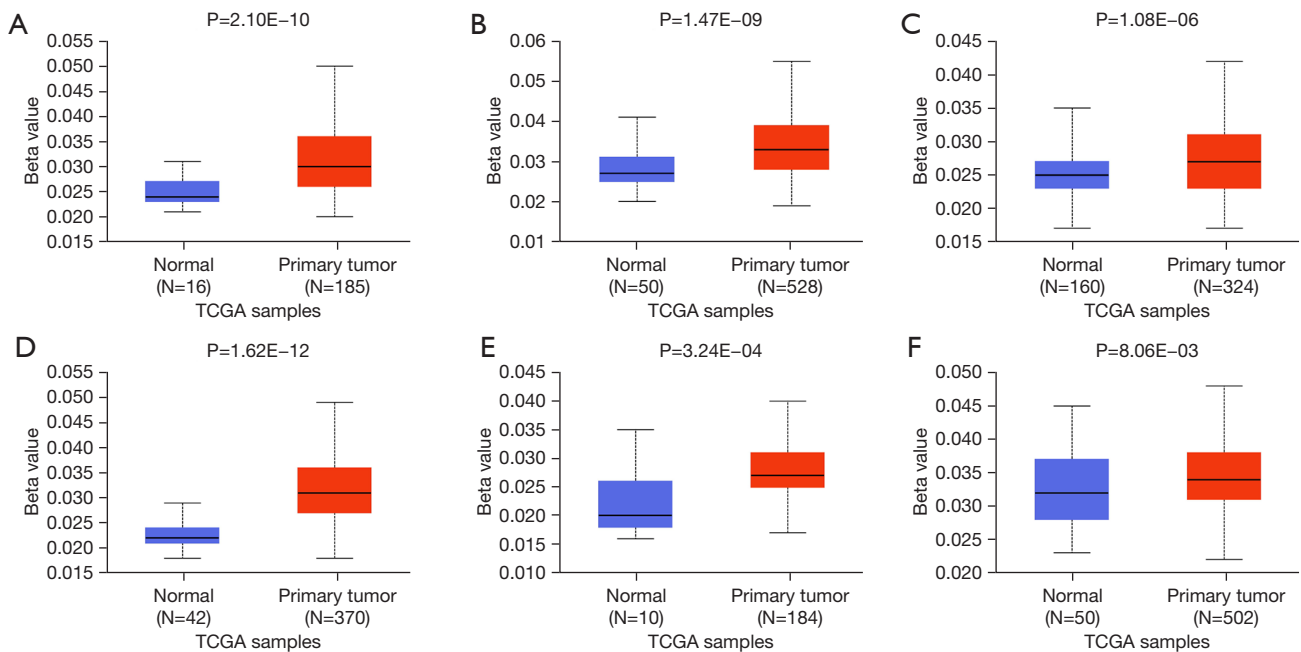 A
P=2.10E−10
Beta value
0.055
0.050
0.045
0.040
0.035
0.030
0.025
0.020
0.015
Normal
(N=16)
Primary tumor
(N=185)
TCGA samples
B
P=1.47E−09
Beta value
0.06
0.05
0.04
0.03
0.02
0.01
Normal
(N=50)
Primary tumor
(N=528)
TCGA samples
C
P=1.08E−06
Beta value
0.045
0.040
0.035
0.030
0.025
0.020
0.015
Normal
(N=160)
Primary tumor
(N=324)
TCGA samples
D
P=1.62E−12
Beta value
0.055
0.050
0.045
0.040
0.035
0.030
0.025
0.020
0.015
Normal
(N=42)
Primary tumor
(N=370)
TCGA samples
E
P=3.24E−04
Beta value
0.045
0.040
0.035
0.030
0.025
0.020
0.015
0.010
Normal
(N=10)
Primary tumor
(N=184)
TCGA samples
F
P=8.06E−03
Beta value
0.050
0.045
0.040
0.035
0.030
0.025
0.020
Normal
(N=50)
Primary tumor
(N=502)
TCGA samples